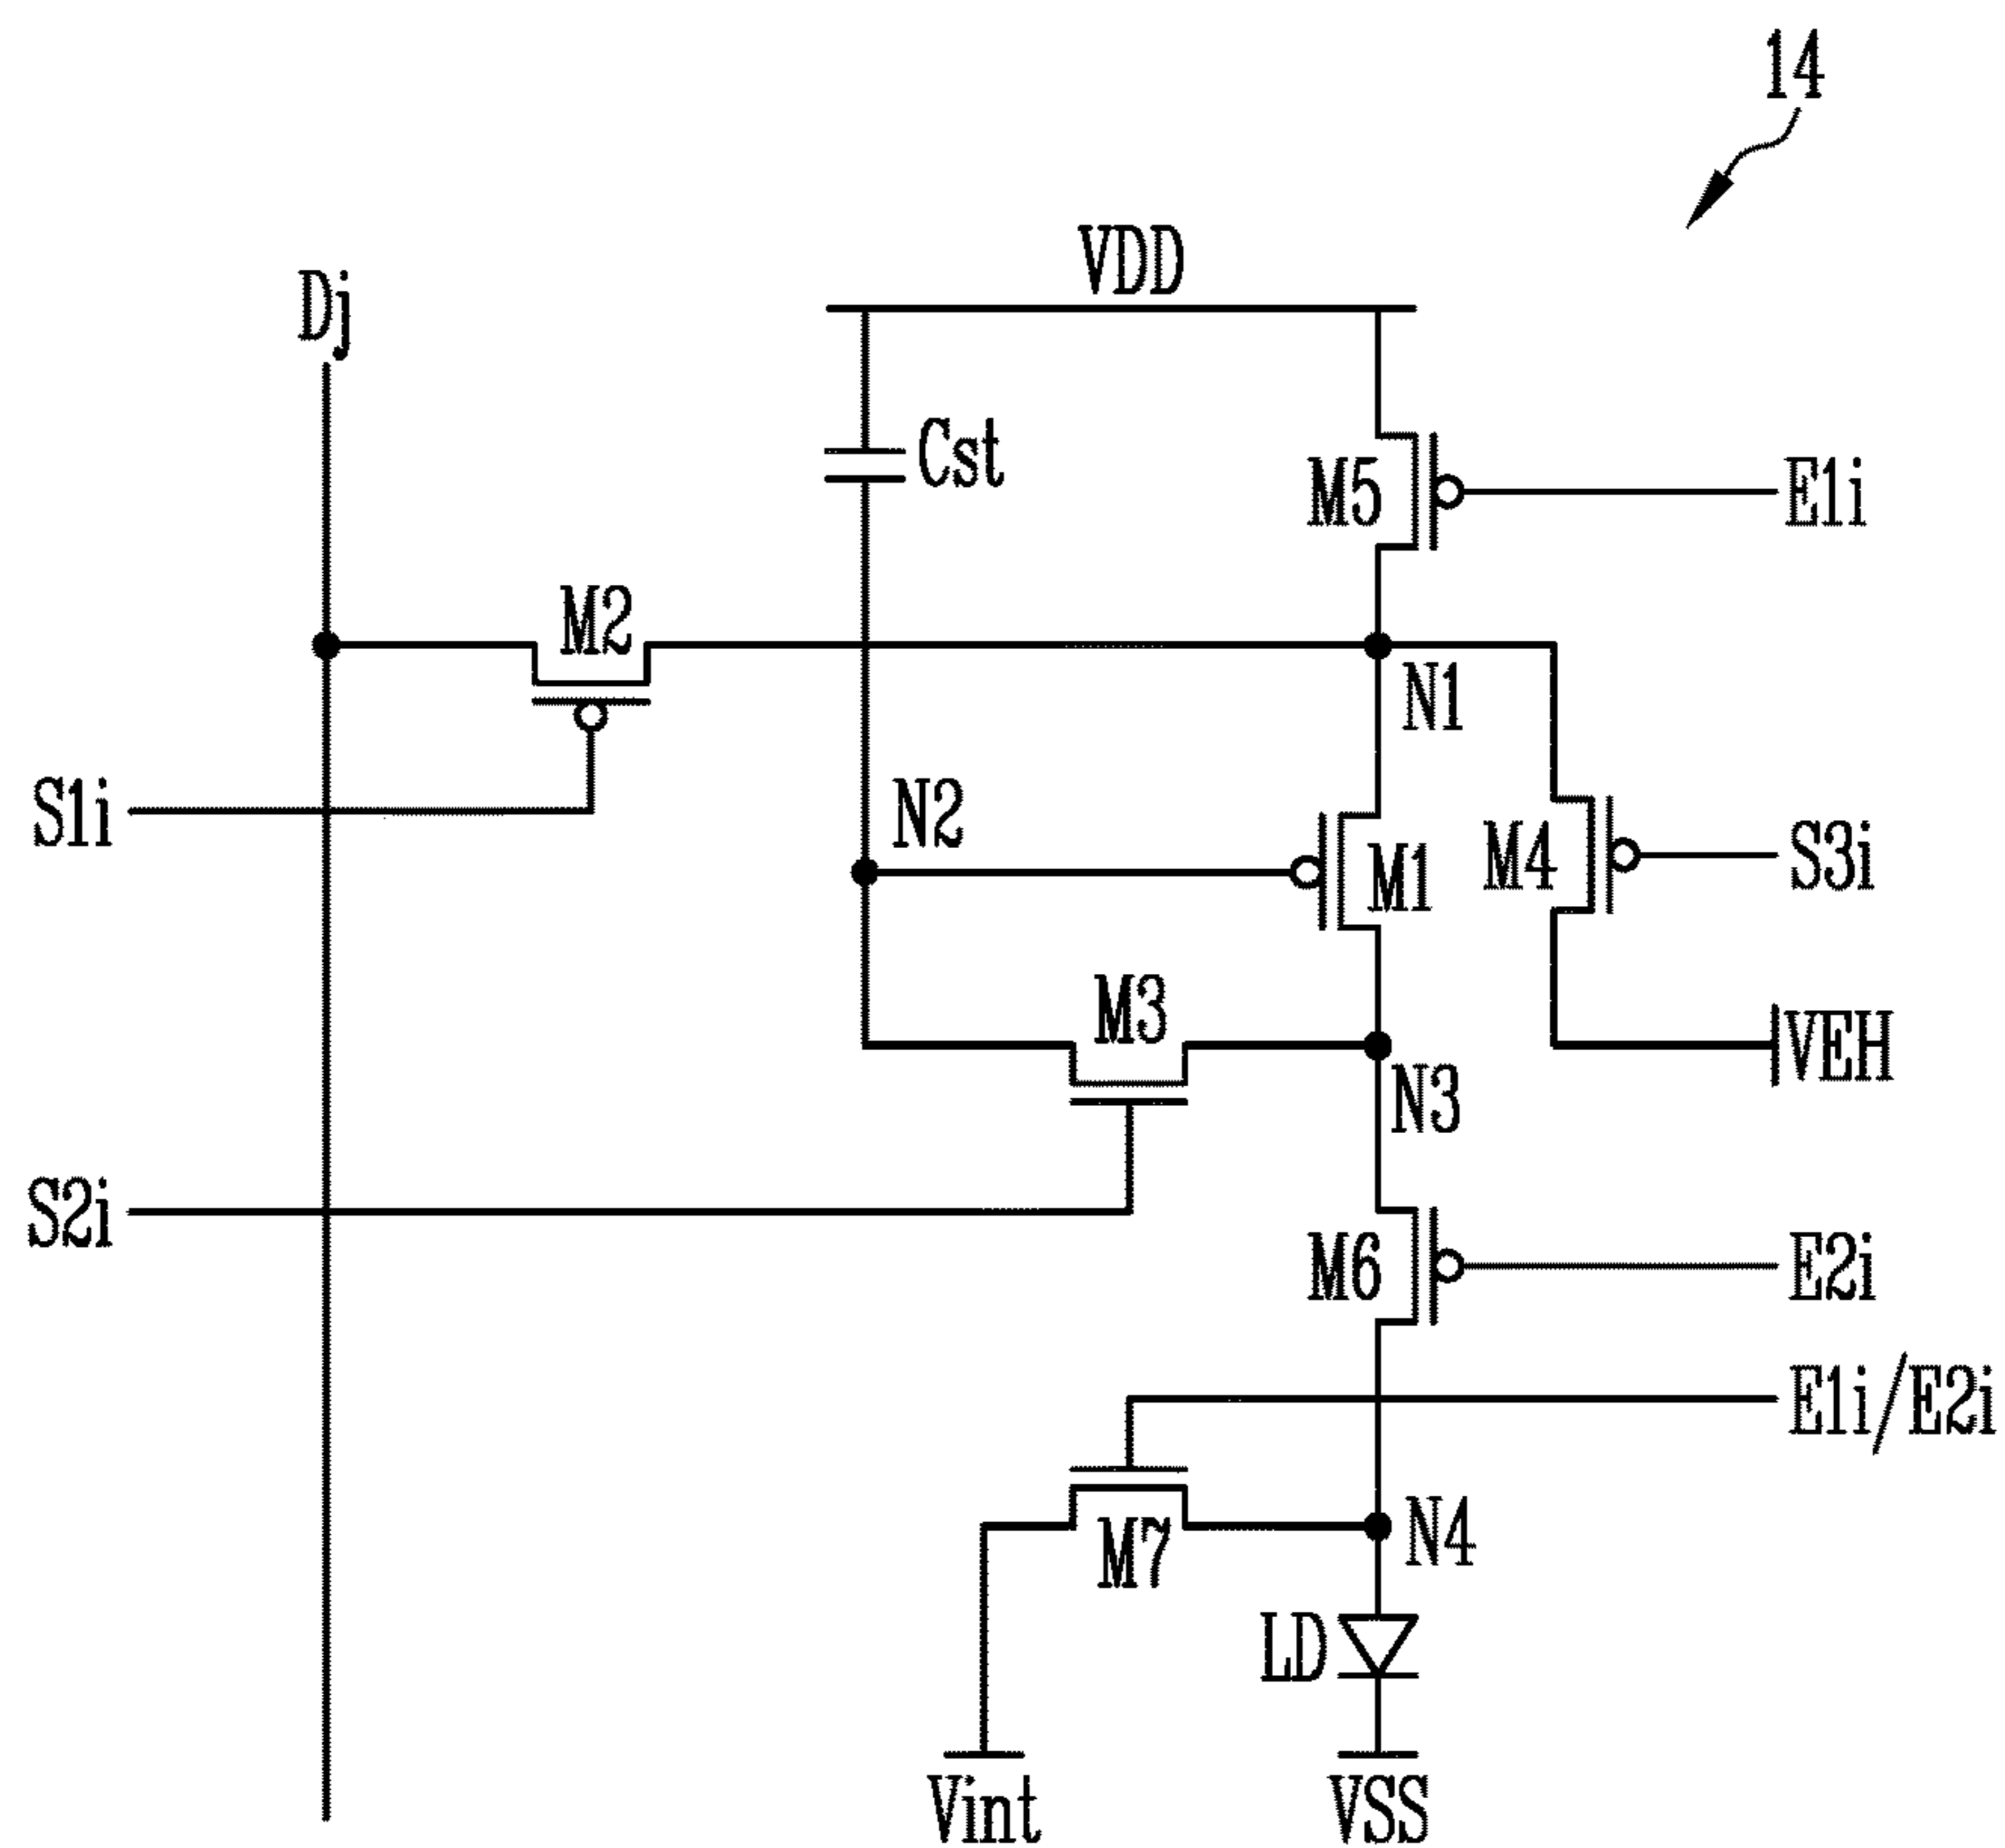 14
VDD
Dj
Cst
M5
E1i
M2
N1
S1i
N2
M1
M4
S3i
M3
VEH
N3
S2i
M6
E2i
E1i/E2i
M7
N4
LD
Vint
VSS